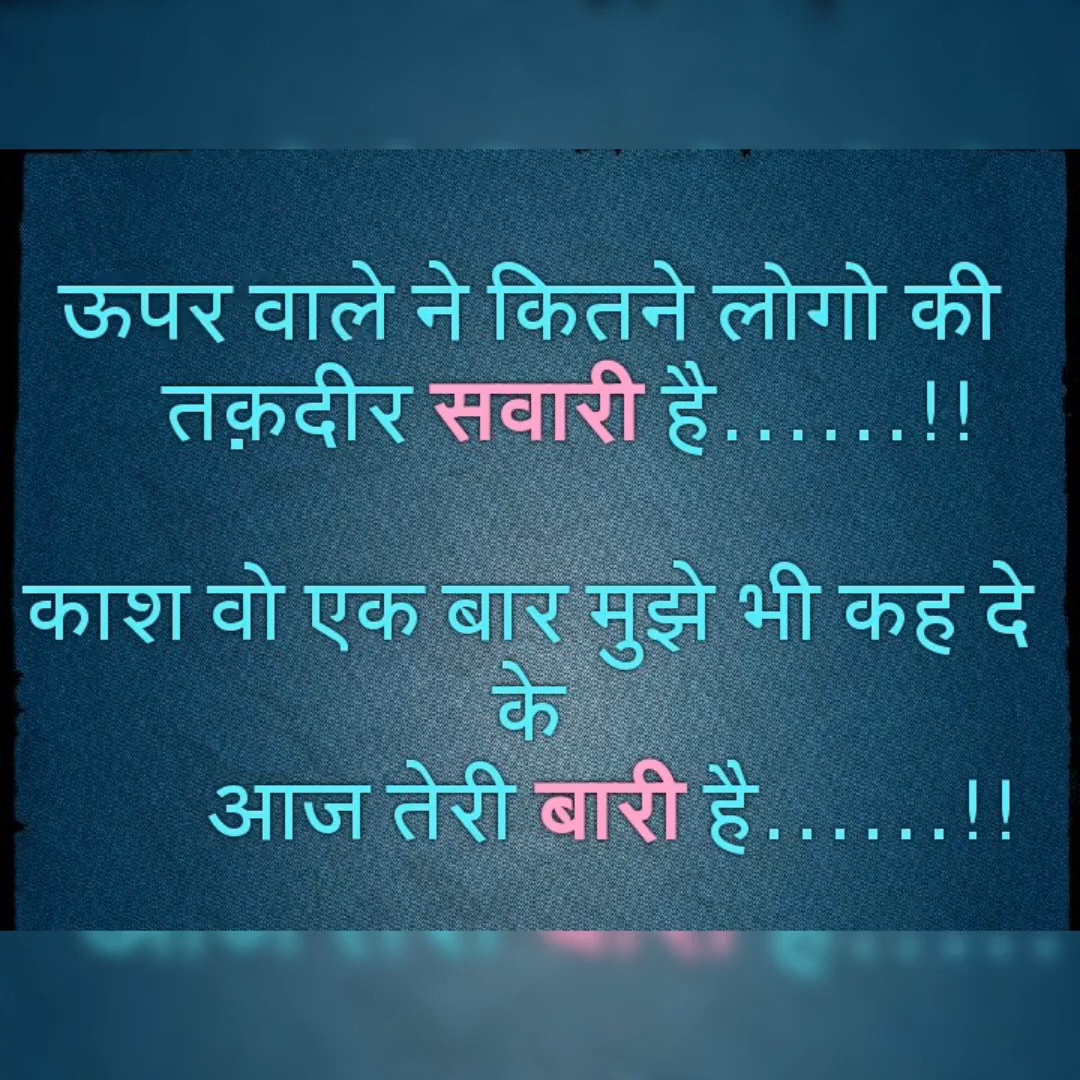 ऊपर वाले ने कितने लोगो की
तक़दीर सवारी है......!!
काश वो एक बार मुझे भी कह दे
के
आज तेरी बारी है......!!